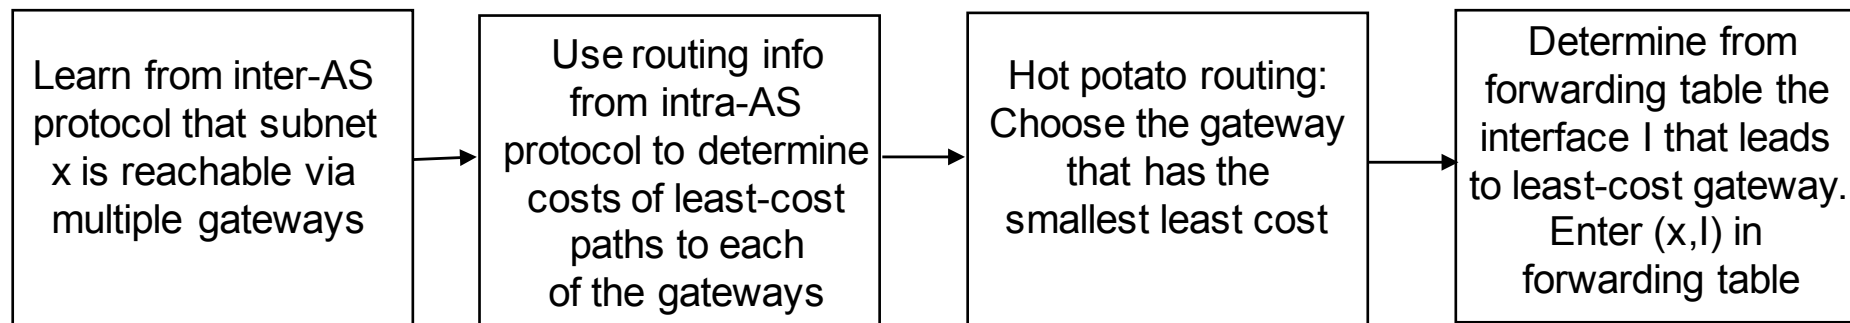 Learn from inter-AS
protocol that subnet
x is reachable via
multiple gateways
Use routing info
from intra-AS
protocol to determine
costs of least-cost
paths to each
of the gateways
Hot potato routing:
Choose the gateway
that has the
smallest least cost
Determine from
forwarding table the
interface I that leads
to least-cost gateway.
Enter (x,I) in
forwarding table